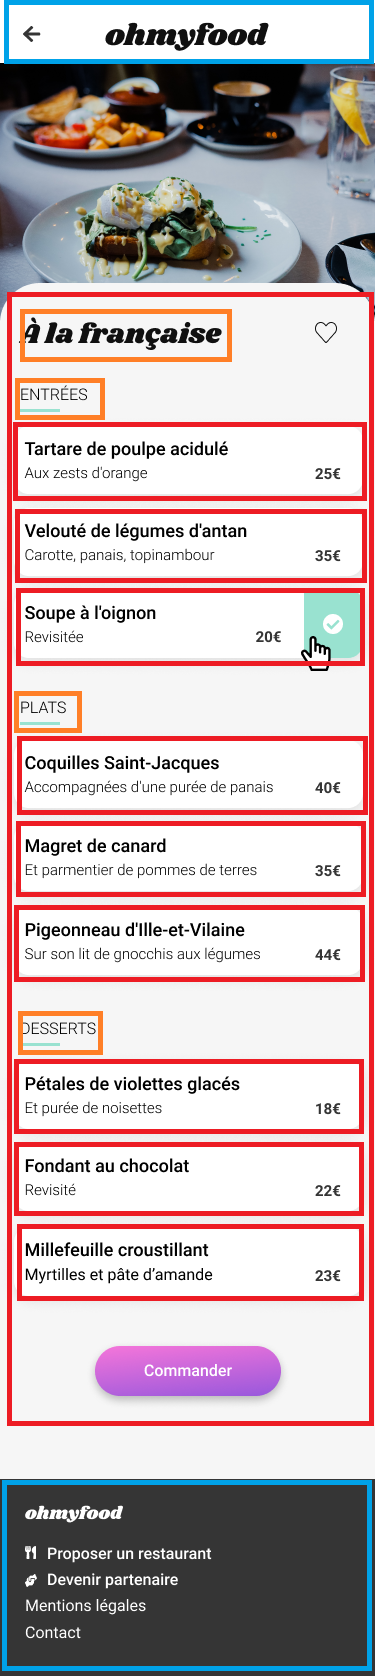 ohmyfood
À la française
ENTRÉES
Tartare de poulpe acidulé
Aux zests d'orange
25€
Velouté de légumes d'antan
Carotte, panais, topinambour
35€
Soupe à l'oignon
Revisitée
20€
PLATS
Coquilles Saint-Jacques
Accompagnées d'une purée de panais
40€
Magret de canard
Et parmentier de pommes de terres
35€
Pigeonneau d'Ille-et-Vilaine
Sur son lit de gnocchis aux légumes
44€
DESSERTS
Pétales de violettes glacés
Et purée de noisettes
18€
Fondant au chocolat
Revisité
22€
Millefeuille croustillant
Myrtilles et pâte d’amande
23€
Commander
ohmyfood
Proposer un restaurant
Devenir partenaire
Mentions légales
Contact